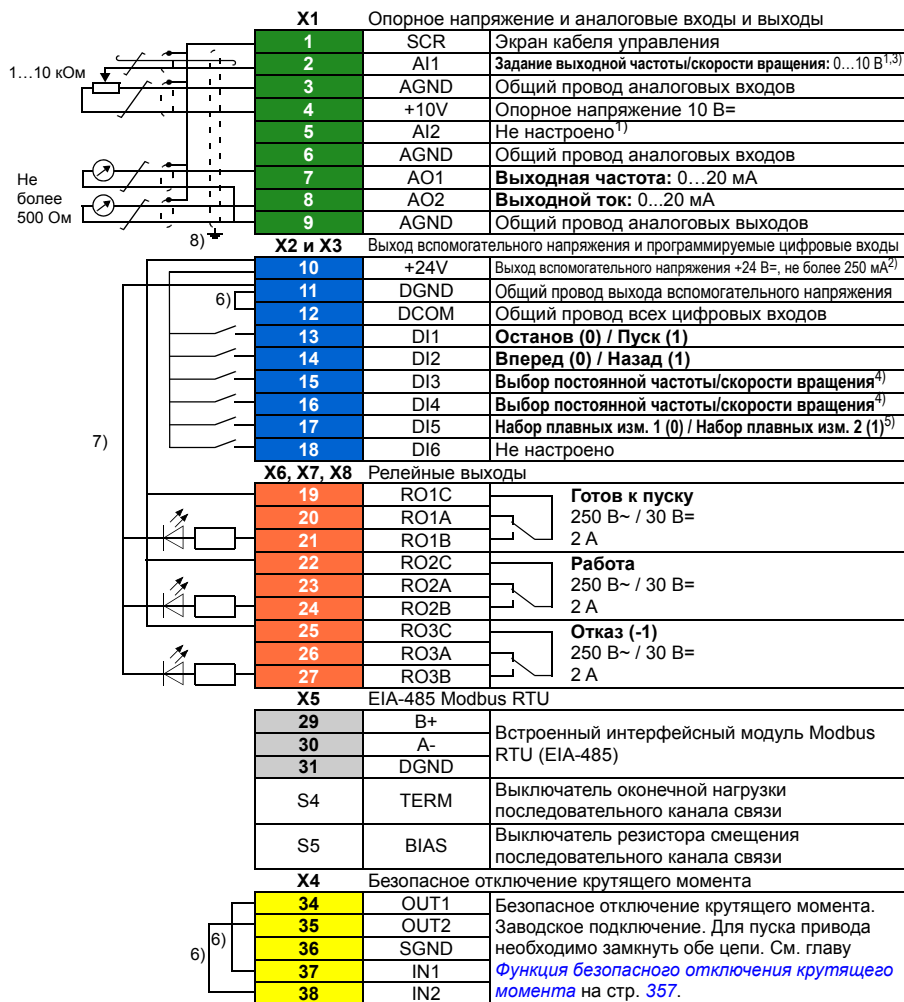 X1 Опорное напряжение и аналоговые входы и выходы
1 SCR Экран кабеля управления
2 AI1 Задание выходной частоты/скорости вращения: 0...10 В1,3)
1…10 кОм
3 AGND Общий провод аналоговых входов
4 +10V Опорное напряжение 10 В=
5 AI2 Не настроено1)
6 AGND Общий провод аналоговых входов
7 AO1 Выходная частота: 0…20 мА
Не более 500 Ом
8 AO2 Выходной ток: 0...20 мА
9 AGND Общий провод аналоговых выходов
8)
X2 и X3 Выход вспомогательного напряжения и программируемые цифровые входы
10 +24V Выход вспомогательного напряжения +24 В=, не более 250 мА2)
11 DGND Общий провод выхода вспомогательного напряжения
6)
12 DCOM Общий провод всех цифровых входов
13 DI1 Останов (0) / Пуск (1)
14 DI2 Вперед (0) / Назад (1)
15 DI3 Выбор постоянной частоты/скорости вращения4)
16 DI4 Выбор постоянной частоты/скорости вращения4)
17 DI5 Набор плавных изм. 1 (0) / Набор плавных изм. 2 (1)5)
7)
18 DI6 Не настроено
X6, X7, X8 Релейные выходы
19 RO1C Готов к пуску
20 RO1A 250 В~ / 30 В=
21 RO1B 2 А
22 RO2C Работа
23 RO2A 250 В~ / 30 В=
24 RO2B 2 А
25 RO3C Отказ (-1)
26 RO3A 250 В~ / 30 В=
27 RO3B 2 А
X5 EIA-485 Modbus RTU
29 B+
30 A-
31 DGND
Встроенный интерфейсный модуль Modbus
RTU (EIA-485)
S4 TERM Выключатель оконечной нагрузки
последовательного канала связи
S5 BIAS Выключатель резистора смещения
последовательного канала связи
X4 Безопасное отключение крутящего момента
34 OUT1 Безопасное отключение крутящего момента.
35 OUT2 Заводское подключение. Для пуска привода
6) 6)
36 SGND необходимо замкнуть обе цепи. См. главу
37 IN1 Функция безопасного отключения крутящего
38 IN2 момента на стр. 357.